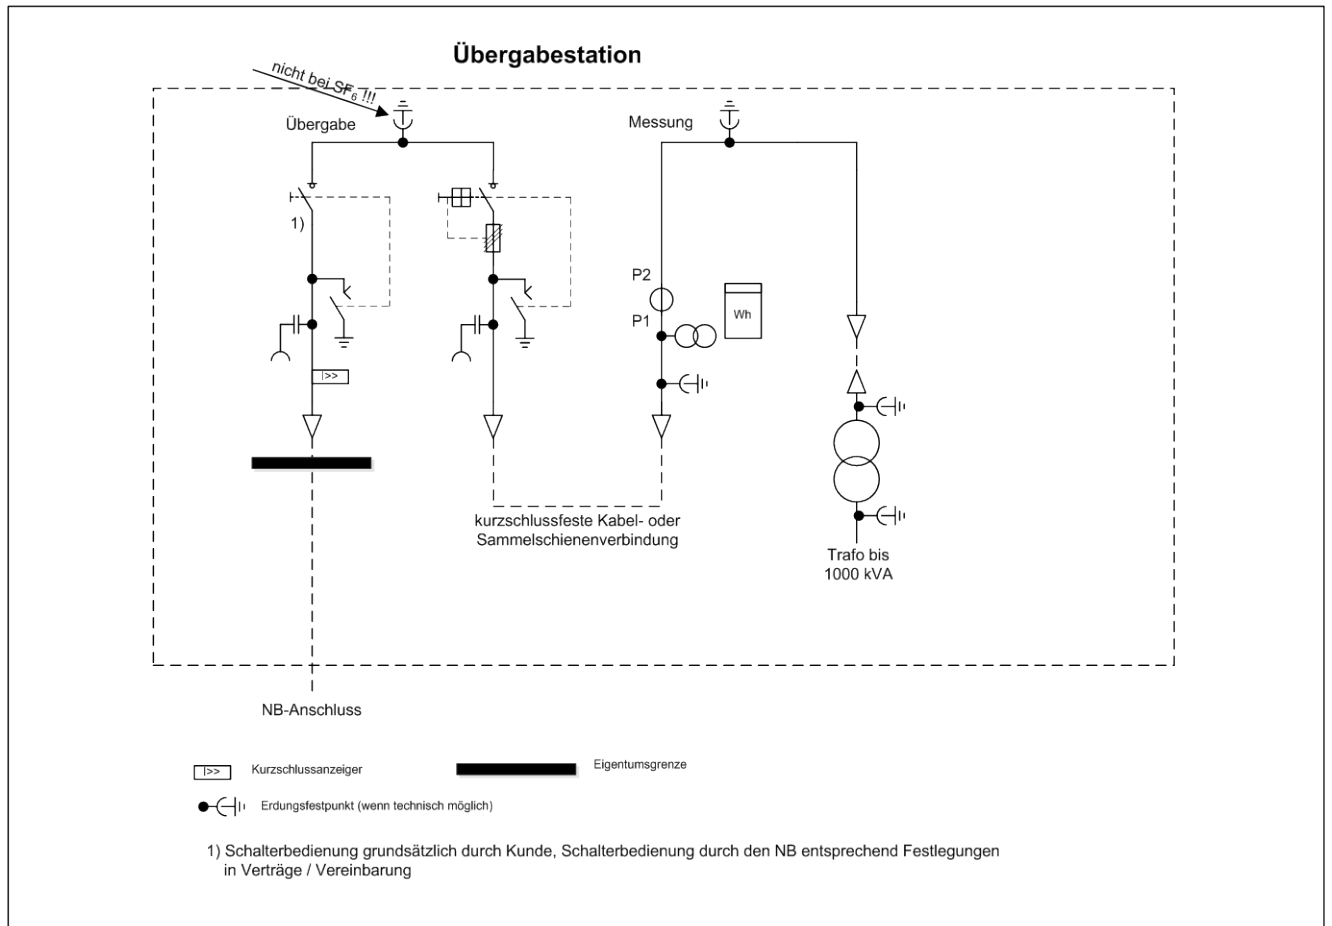 Übergabestation
nicht bei SF₆ !!!
Übergabe
Messung
1)
P2
P1
Wh
I>>
kurzschlussfeste Kabel- oder
Sammelschienenverbindung
Trafo bis
1000 kVA
NB-Anschluss
I>> Kurzschlussanzeiger
Eigentumsgrenze
Erdungsfestpunkt (wenn technisch möglich)
1) Schalterbedienung grundsätzlich durch Kunde, Schalterbedienung durch den NB entsprechend Festlegungen
in Verträge / Vereinbarung